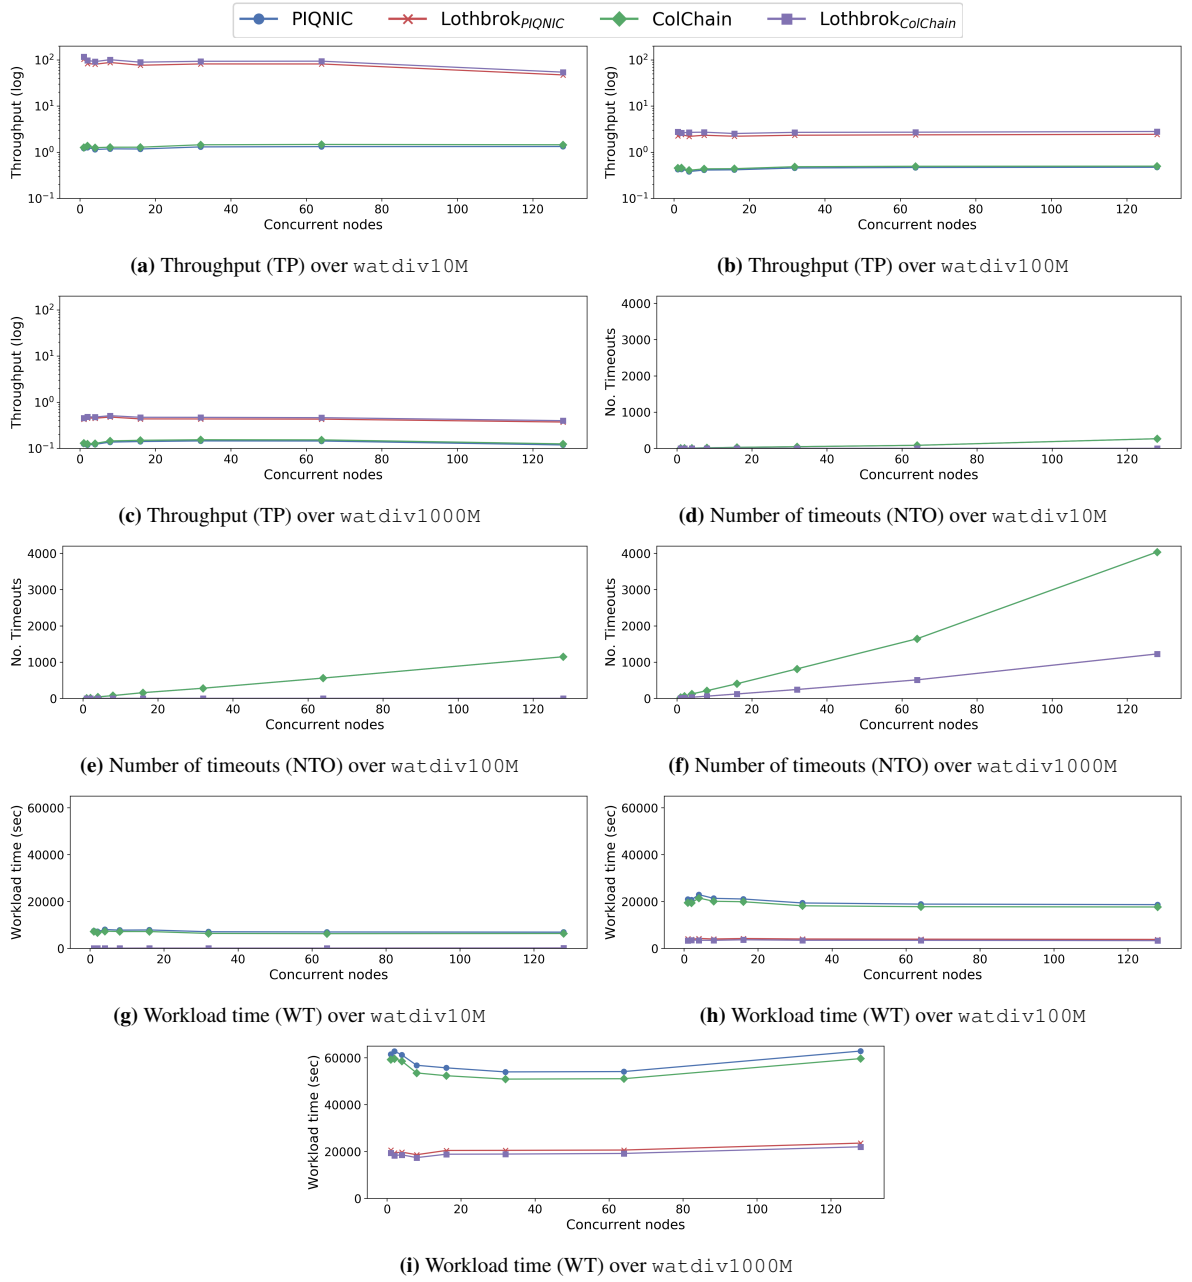 PIQNIC Lothbrok_PIQNIC ColChain Lothbrok_ColChain
Throughput (log)
10^2
10^1
10^0
10^−1
0 20 40 60 80 100 120
Concurrent nodes
(a) Throughput (TP) over watdiv10M
Throughput (log)
10^2
10^1
10^0
10^−1
0 20 40 60 80 100 120
Concurrent nodes
(b) Throughput (TP) over watdiv100M
Throughput (log)
10^2
10^1
10^0
10^−1
0 20 40 60 80 100 120
Concurrent nodes
(c) Throughput (TP) over watdiv1000M
No. Timeouts
4000
3000
2000
1000
0
0 20 40 60 80 100 120
Concurrent nodes
(d) Number of timeouts (NTO) over watdiv10M
No. Timeouts
4000
3000
2000
1000
0
0 20 40 60 80 100 120
Concurrent nodes
(e) Number of timeouts (NTO) over watdiv100M
No. Timeouts
4000
3000
2000
1000
0
0 20 40 60 80 100 120
Concurrent nodes
(f) Number of timeouts (NTO) over watdiv1000M
Workload time (sec)
60000
40000
20000
0
0 20 40 60 80 100 120
Concurrent nodes
(g) Workload time (WT) over watdiv10M
Workload time (sec)
60000
40000
20000
0
0 20 40 60 80 100 120
Concurrent nodes
(h) Workload time (WT) over watdiv100M
Workload time (sec)
60000
40000
20000
0
0 20 40 60 80 100 120
Concurrent nodes
(i) Workload time (WT) over watdiv1000M